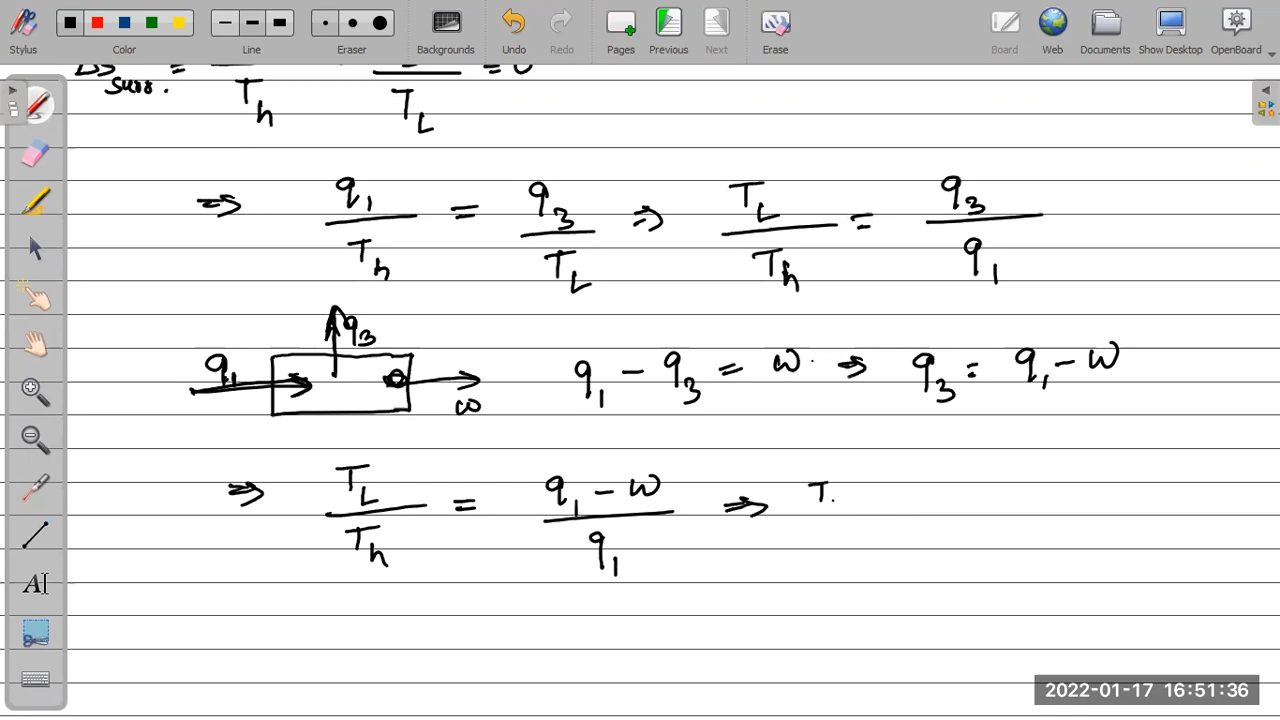 Stylus Color Line Eraser Backgrounds Undo Redo Pages Previous Next Erase Board Web Documents Show Desktop OpenBoard
surr. T_h T_L = 0
⇒ q_1 / T_h = q_3 / T_L ⇒ T_L / T_h = q_3 / q_1
q_1 q_3 w q_1 - q_3 = w. ⇒ q_3 = q_1 - w
⇒ T_L / T_h = q_1 - w / q_1 ⇒ T
2022-01-17 16:51:36